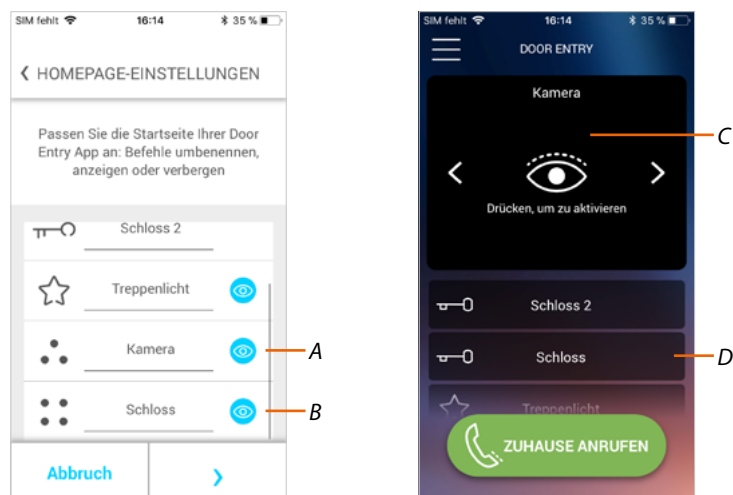 SIM fehlt 16:14 35 %
HOMEPAGE-EINSTELLUNGEN
Passen Sie die Startseite Ihrer Door
Entry App an: Befehle umbenennen,
anzeigen oder verbergen
Schloss 2
Treppenlicht
Kamera
A
Schloss
B
Abbruch
SIM fehlt 16:14 35 %
DOOR ENTRY
Kamera
C
Drücken, um zu aktivieren
Schloss 2
Schloss
D
Treppenlicht
ZUHAUSE ANRUFEN